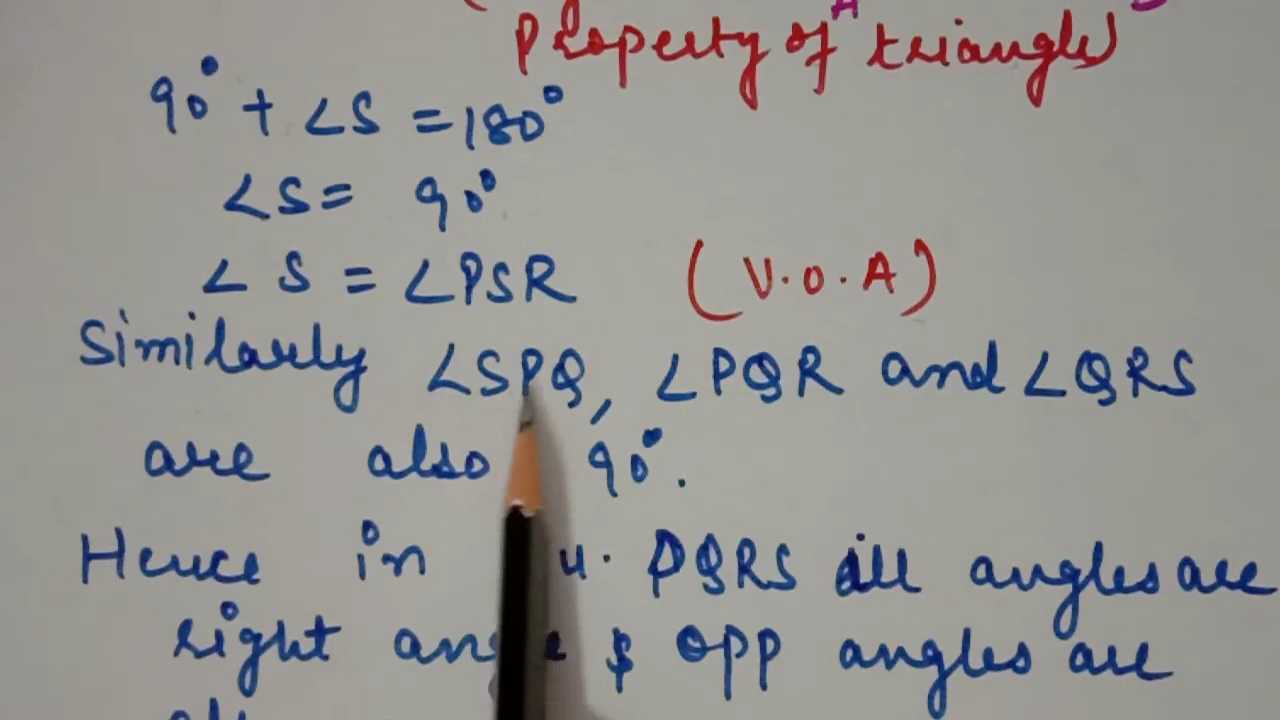 Property of triangle)
90° + ∠S = 180°
∠S = 90°
∠S = ∠PSR (V.O.A)
Similarly ∠SPQ, ∠PQR and ∠QRS
are also 90°.
Hence in PQRS all angles are
right & opp angles are